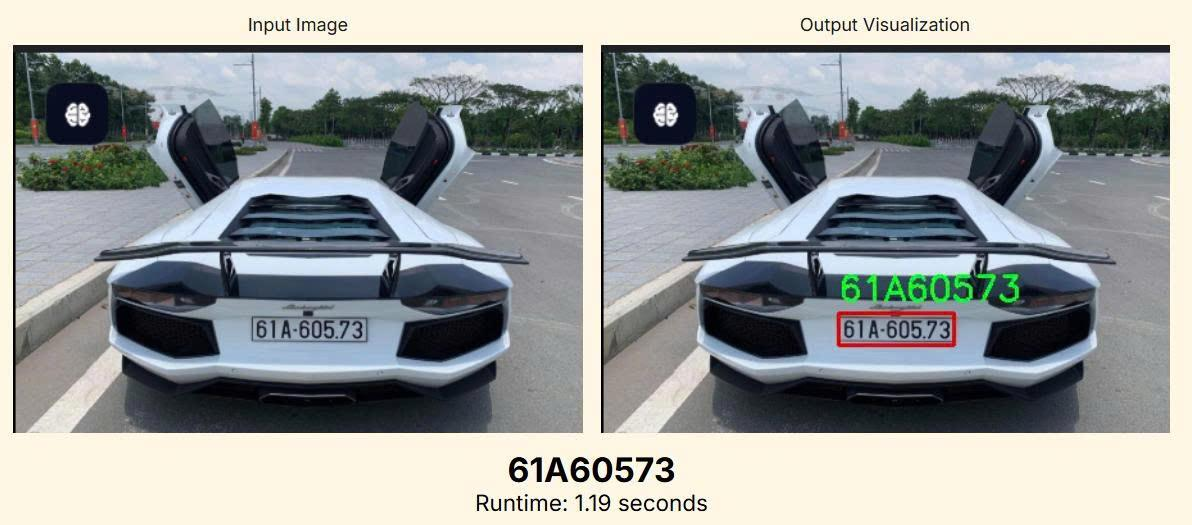 Input Image
Output Visualization
61A-605.73
61A60573
61A-605.73
61A60573
Runtime: 1.19 seconds